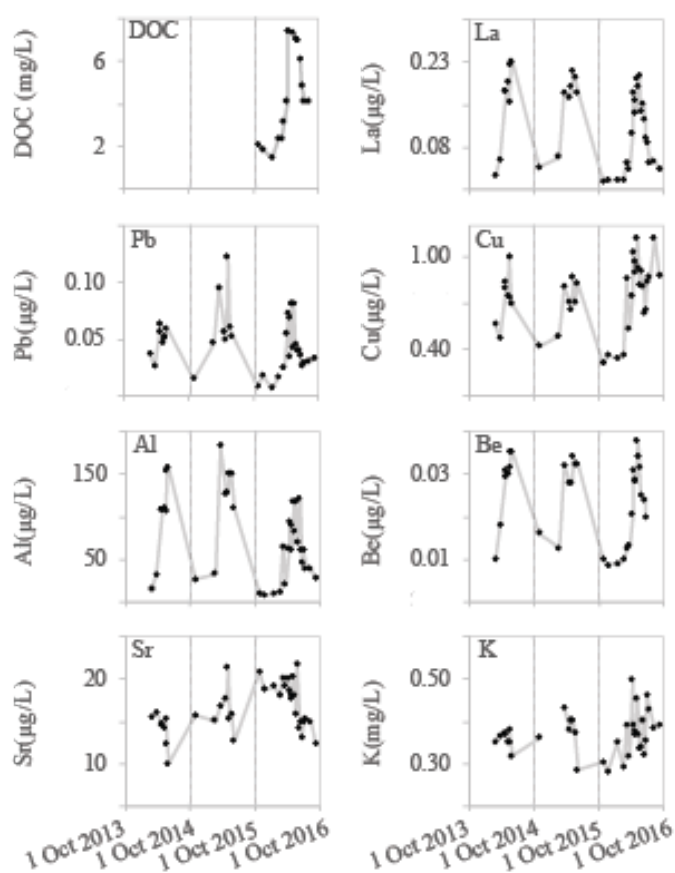 DOC
DOC (mg/L)
6
2
La
La(µg/L)
0.23
0.08
Pb
Pb(µg/L)
0.10
0.05
Cu
Cu(µg/L)
1.00
0.40
Al
Al(µg/L)
150
50
Be
Be(µg/L)
0.03
0.01
Sr
Sr(µg/L)
20
10
K
K(mg/L)
0.50
0.30
1 Oct 2013
1 Oct 2014
1 Oct 2015
1 Oct 2016
1 Oct 2013
1 Oct 2014
1 Oct 2015
1 Oct 2016